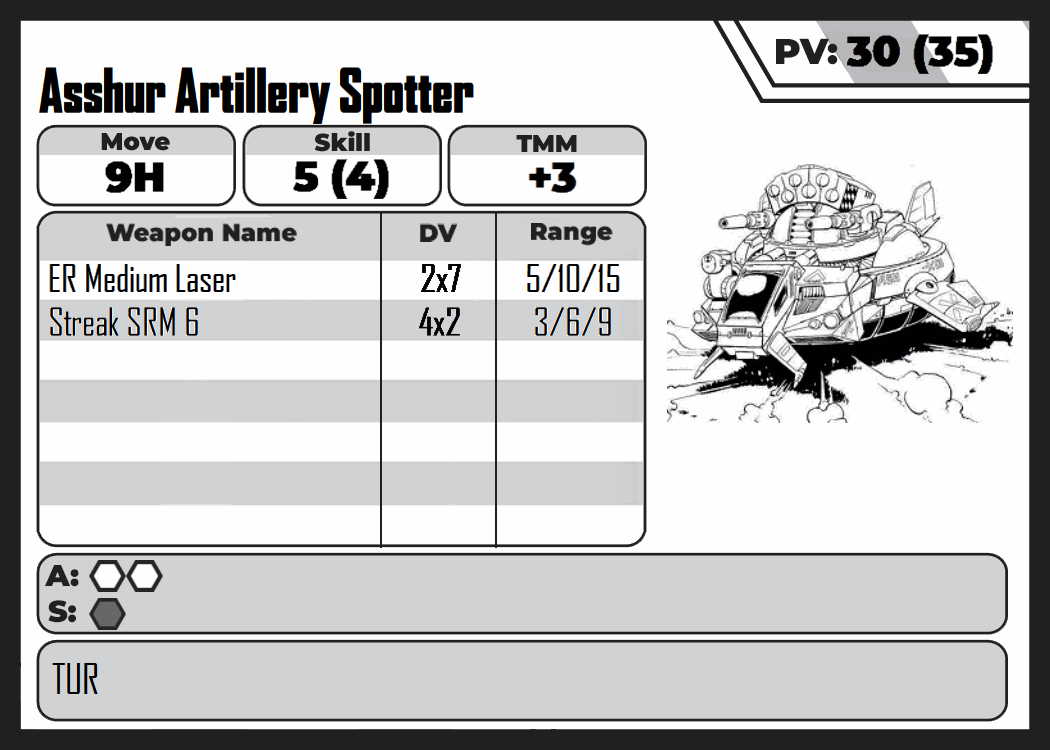 PV: 30 (35)
Asshur Artillery Spotter
Move Skill TMM
9H 5 (4) +3
Weapon Name DV Range
ER Medium Laser 2x7 5/10/15
Streak SRM 6 4x2 3/6/9
A:
S:
TUR